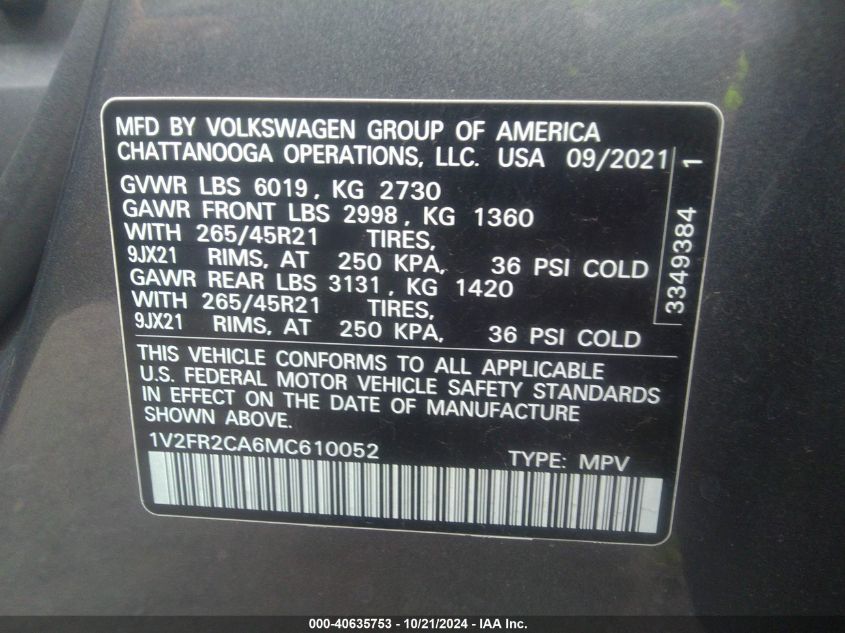 MFD BY VOLKSWAGEN GROUP OF AMERICA
CHATTANOOGA OPERATIONS, LLC. USA 09/2021
GVWR LBS 6019, KG 2730
GAWR FRONT LBS 2998, KG 1360
WITH 265/45R21 TIRES,
9JX21 RIMS, AT 250 KPA, 36 PSI COLD
GAWR REAR LBS 3131, KG 1420
WITH 265/45R21 TIRES,
9JX21 RIMS, AT 250 KPA, 36 PSI COLD
3349384 1
THIS VEHICLE CONFORMS TO ALL APPLICABLE
U.S. FEDERAL MOTOR VEHICLE SAFETY STANDARDS
IN EFFECT ON THE DATE OF MANUFACTURE
SHOWN ABOVE.
1V2FR2CA6MC610052 TYPE: MPV
000-40635753 - 10/21/2024 - IAA Inc.